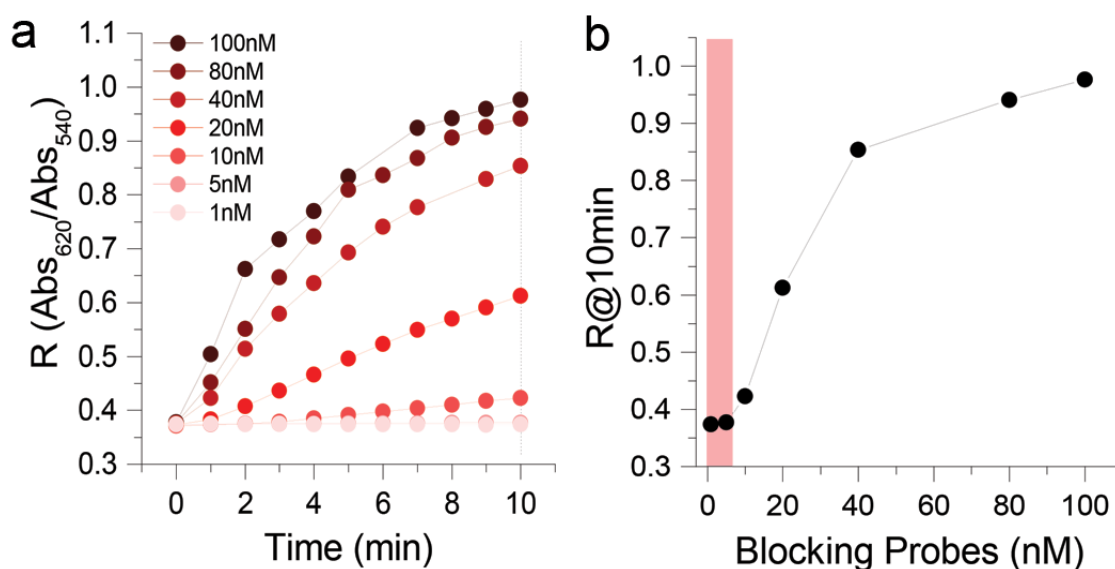 a
1.1
1.0
0.9
0.8
0.7
0.6
0.5
0.4
0.3
R (Abs620/Abs540)
100nM
80nM
40nM
20nM
10nM
5nM
1nM
0 2 4 6 8 10
Time (min)
b
1.0
0.9
0.8
0.7
0.6
0.5
0.4
0.3
R@10min
0 20 40 60 80 100
Blocking Probes (nM)